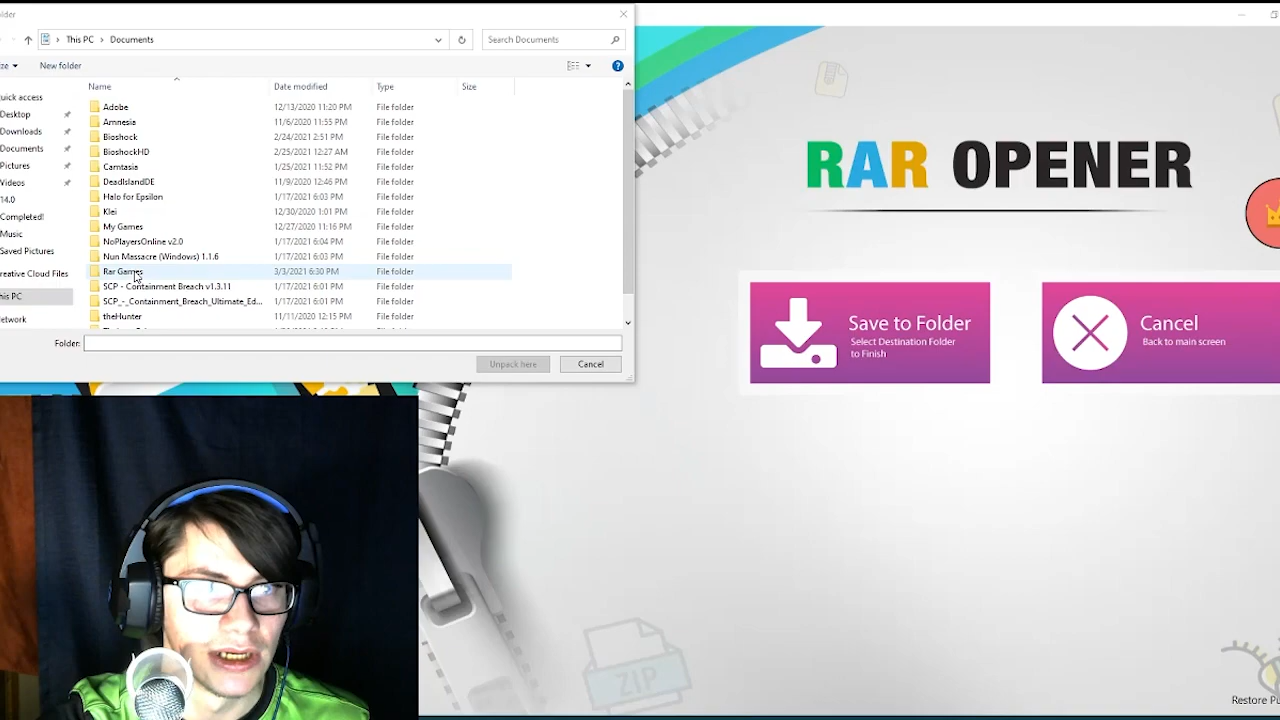 older
This PC > Documents
Search Documents
ze
New folder
Name
Date modified
Type
Size
uick access
Desktop
Downloads
Documents
Pictures
Videos
14.0
Completed!
Music
Saved Pictures
reative Cloud Files
his PC
etwork
Adobe 12/13/2020 11:20 PM File folder
Amnesia 11/6/2020 11:55 PM File folder
Bioshock 2/24/2021 2:51 PM File folder
BioshockHD 2/25/2021 12:27 AM File folder
Camtasia 1/25/2021 11:52 PM File folder
DeadIslandDE 11/9/2020 12:46 PM File folder
Halo for Epsilon 1/17/2021 6:03 PM File folder
Klei 12/30/2020 1:01 PM File folder
My Games 12/27/2020 11:16 PM File folder
NoPlayersOnline v2.0 1/17/2021 6:04 PM File folder
Nun Massacre (Windows) 1.1.6 1/17/2021 6:03 PM File folder
Rar Games 3/3/2021 6:30 PM File folder
SCP - Containment Breach v1.3.11 1/17/2021 6:01 PM File folder
SCP_-_Containment_Breach_Ultimate_Ed... 1/17/2021 6:01 PM File folder
theHunter 11/11/2020 12:15 PM File folder
Folder:
Unpack here
Cancel
RAR OPENER
Save to Folder
Select Destination Folder
to Finish
Cancel
Back to main screen
ZIP
Restore Pu